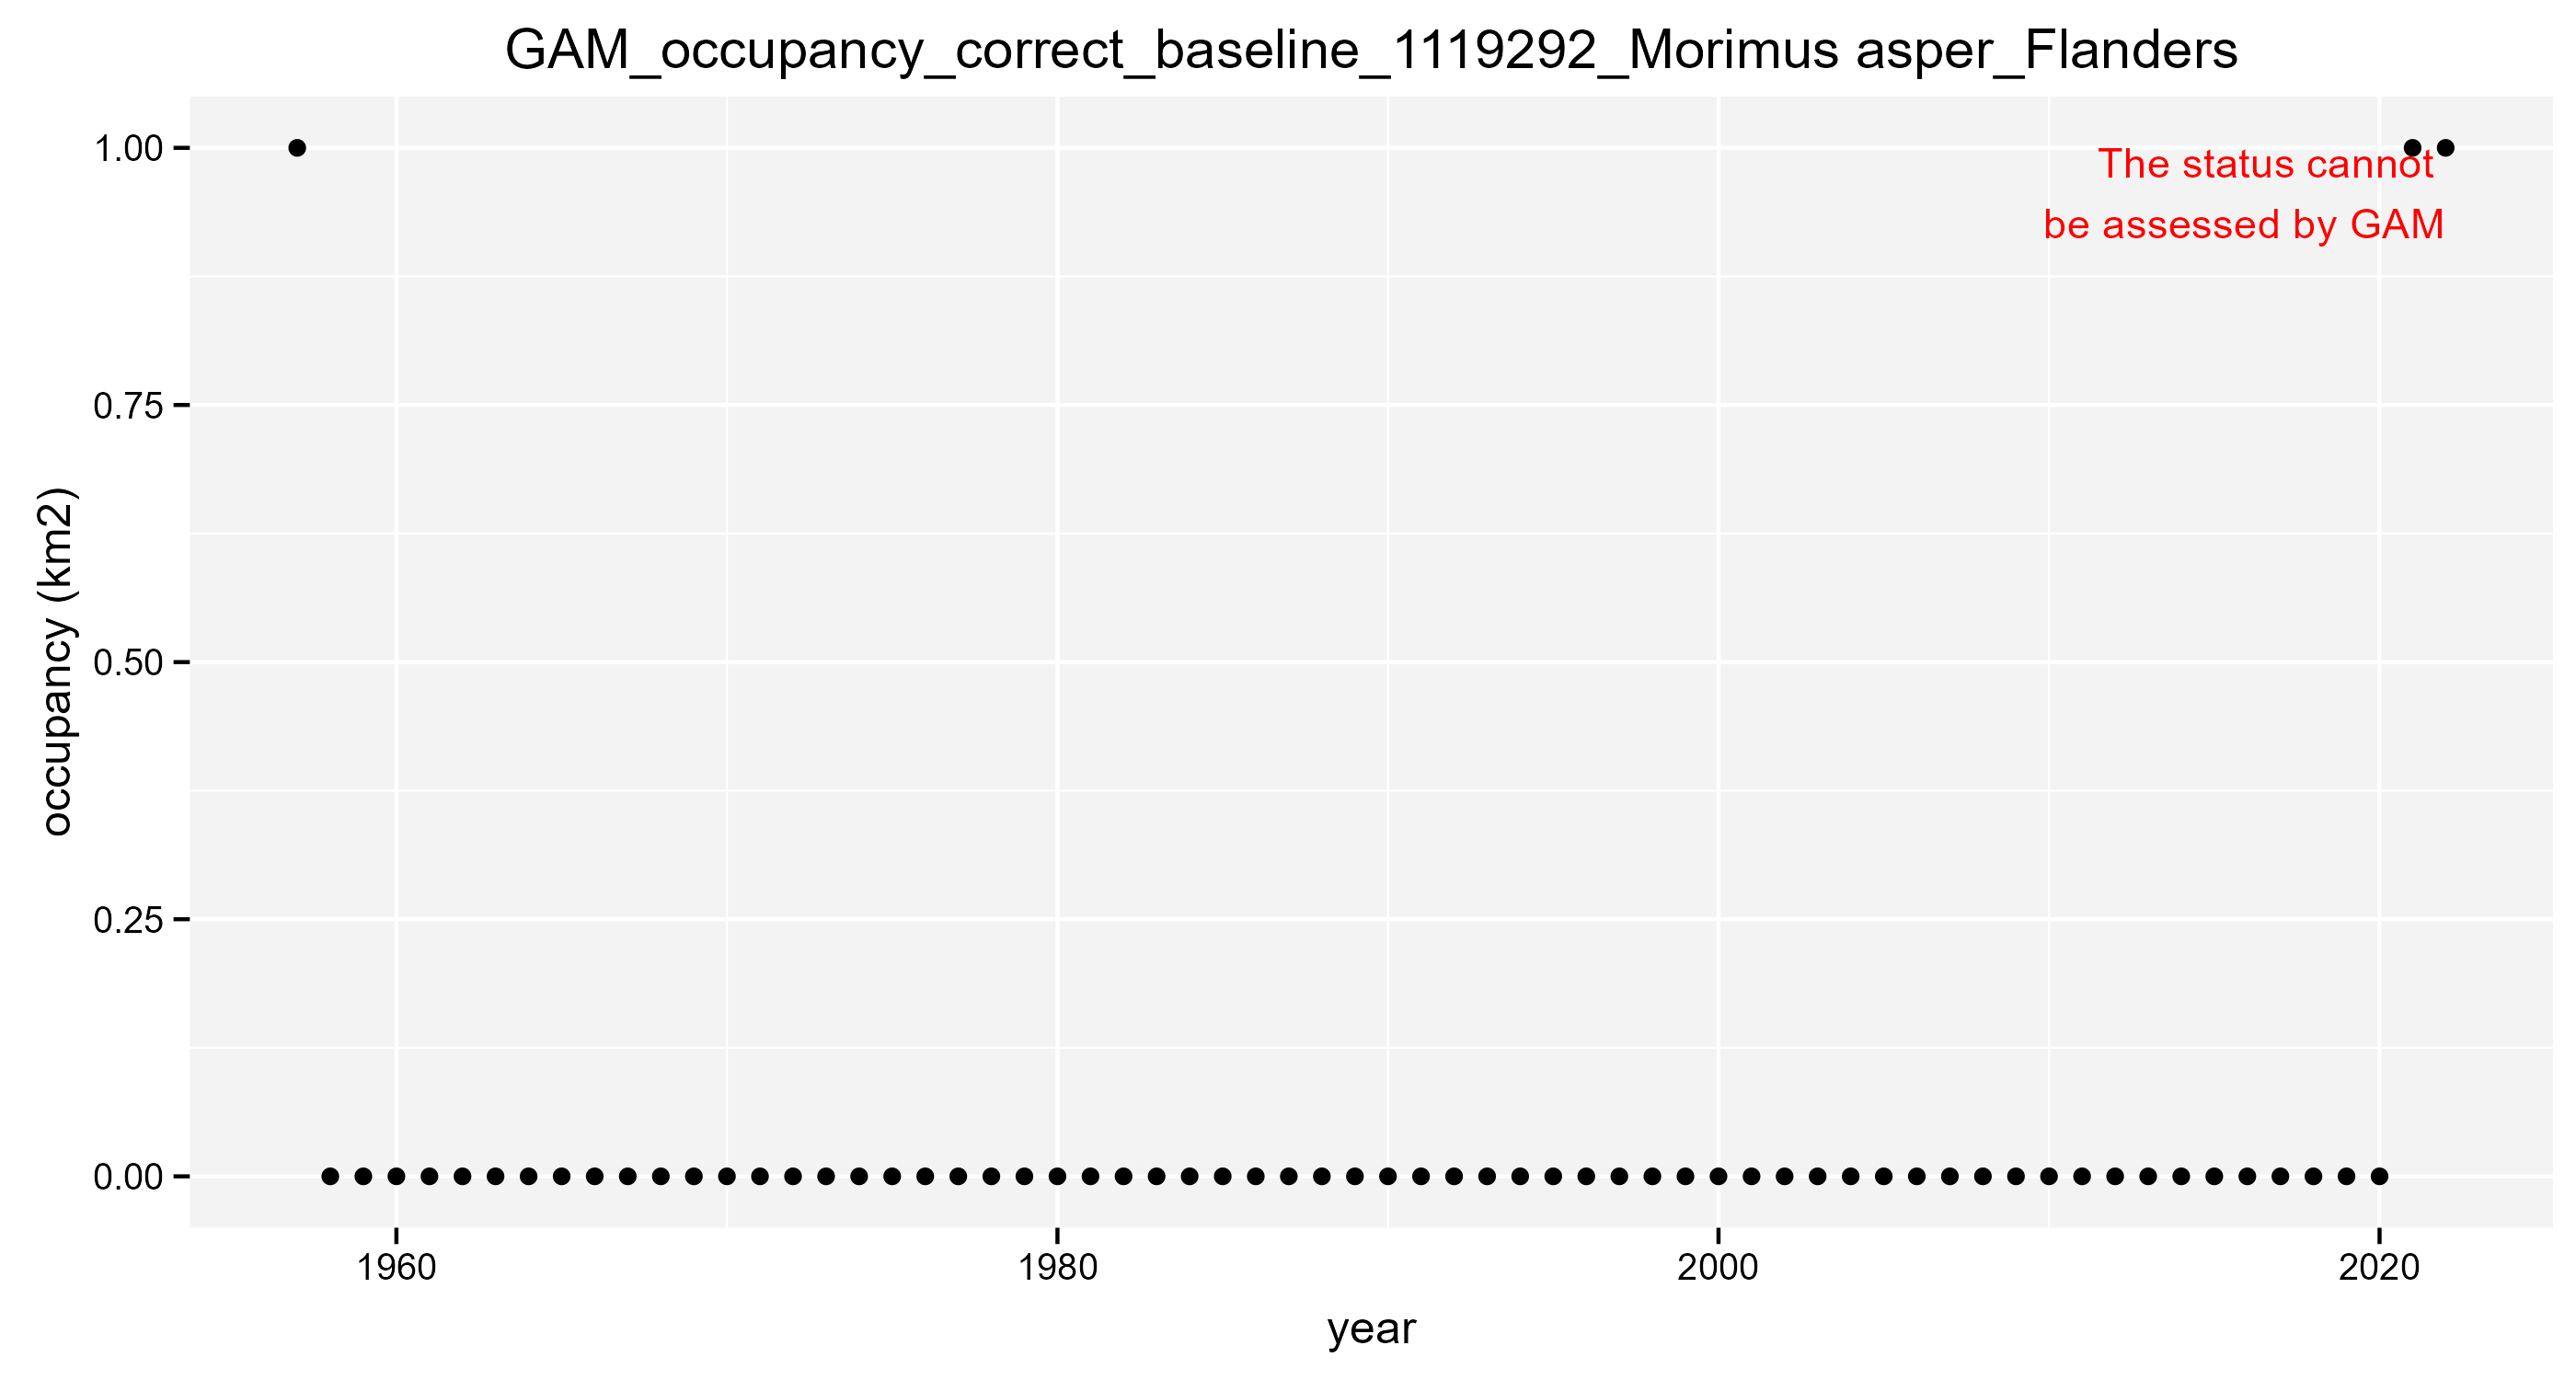 GAM_occupancy_correct_baseline_1119292_Morimus asper_Flanders
1.00
The status cannot
be assessed by GAM
0.75
occupancy (km2)
0.50
0.25
0.00
1960
1980
2000
2020
year